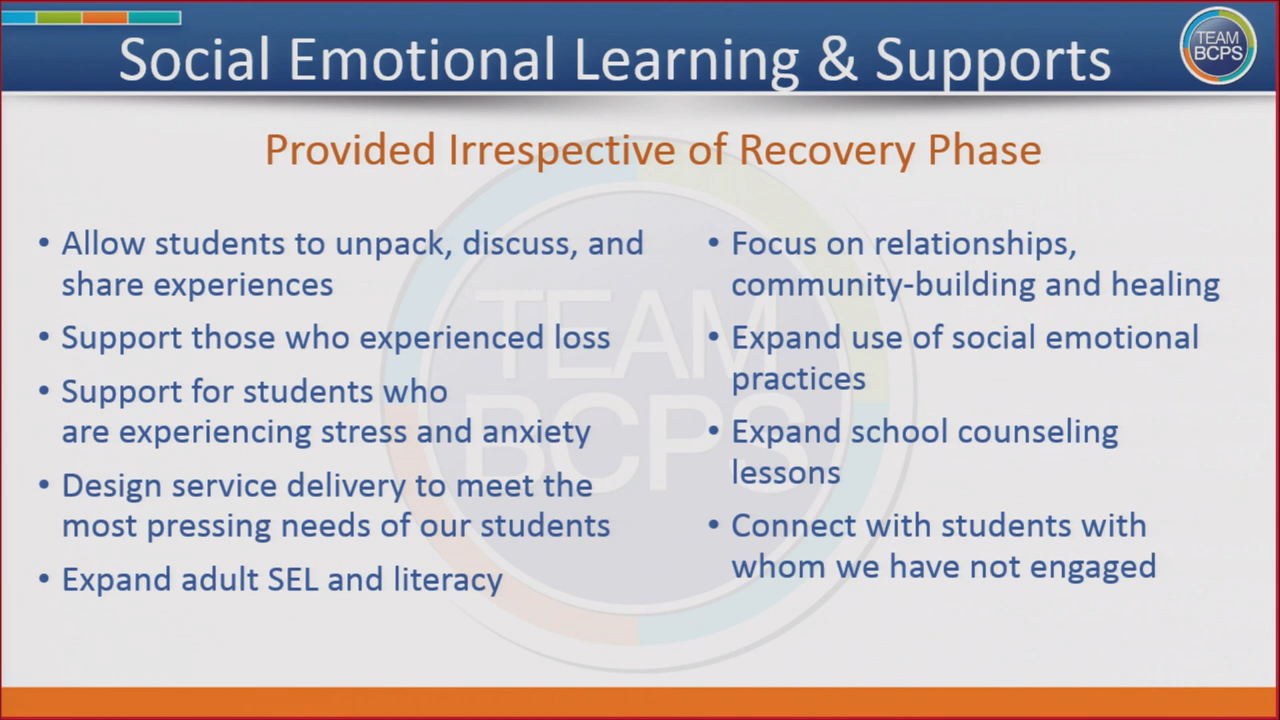 Social Emotional Learning & Supports
TEAM
BCPS
Provided Irrespective of Recovery Phase
• Allow students to unpack, discuss, and
share experiences
• Support those who experienced loss
• Support for students who
are experiencing stress and anxiety
• Design service delivery to meet the
most pressing needs of our students
• Expand adult SEL and literacy
• Focus on relationships,
community-building and healing
• Expand use of social emotional
practices
• Expand school counseling
lessons
• Connect with students with
whom we have not engaged
TEAM
BCPS